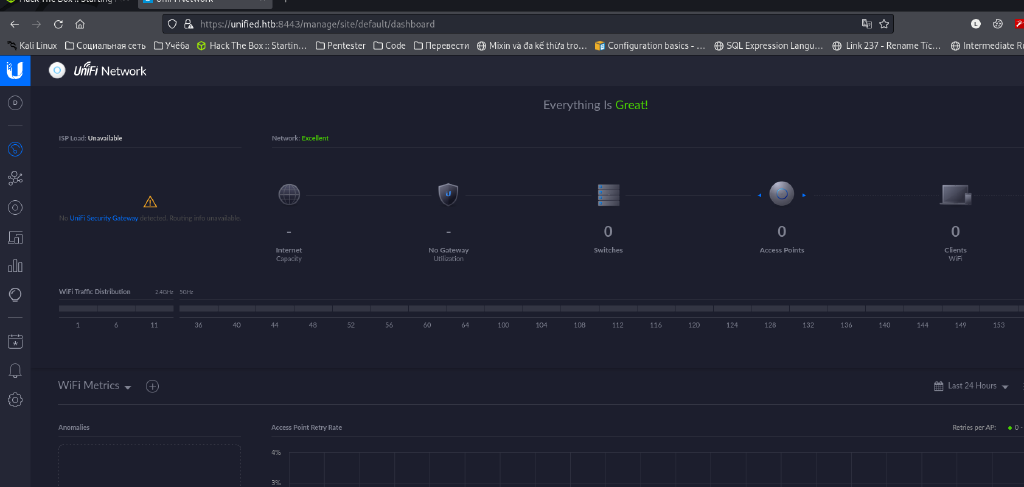 Hack The Box :: Starting
UniFi Network
https://unified.htb:8443/manage/site/default/dashboard
Kali Linux Социальная сеть Учёба Hack The Box :: Startin… Pentester Code Перевести Mixin và đa kế thừa tro… Configuration basics - … SQL Expression Langu… Link 237 - Rename Tíc… Intermediate
UniFi Network
Everything Is Great!
ISP Load: Unavailable
Network: Excellent
No UniFi Security Gateway detected. Routing info unavailable.
- - 0 0 0
Internet No Gateway Switches Access Points Clients
Capacity Utilization WiFi
WiFi Traffic Distribution 2.4GHz 5GHz
1 6 11 36 40 44 48 52 56 60 64 100 104 108 112 116 120 124 128 132 136 140 144 149 153
WiFi Metrics Last 24 Hours
Anomalies Access Point Retry Rate Retries per AP: 0 -
4%
3%